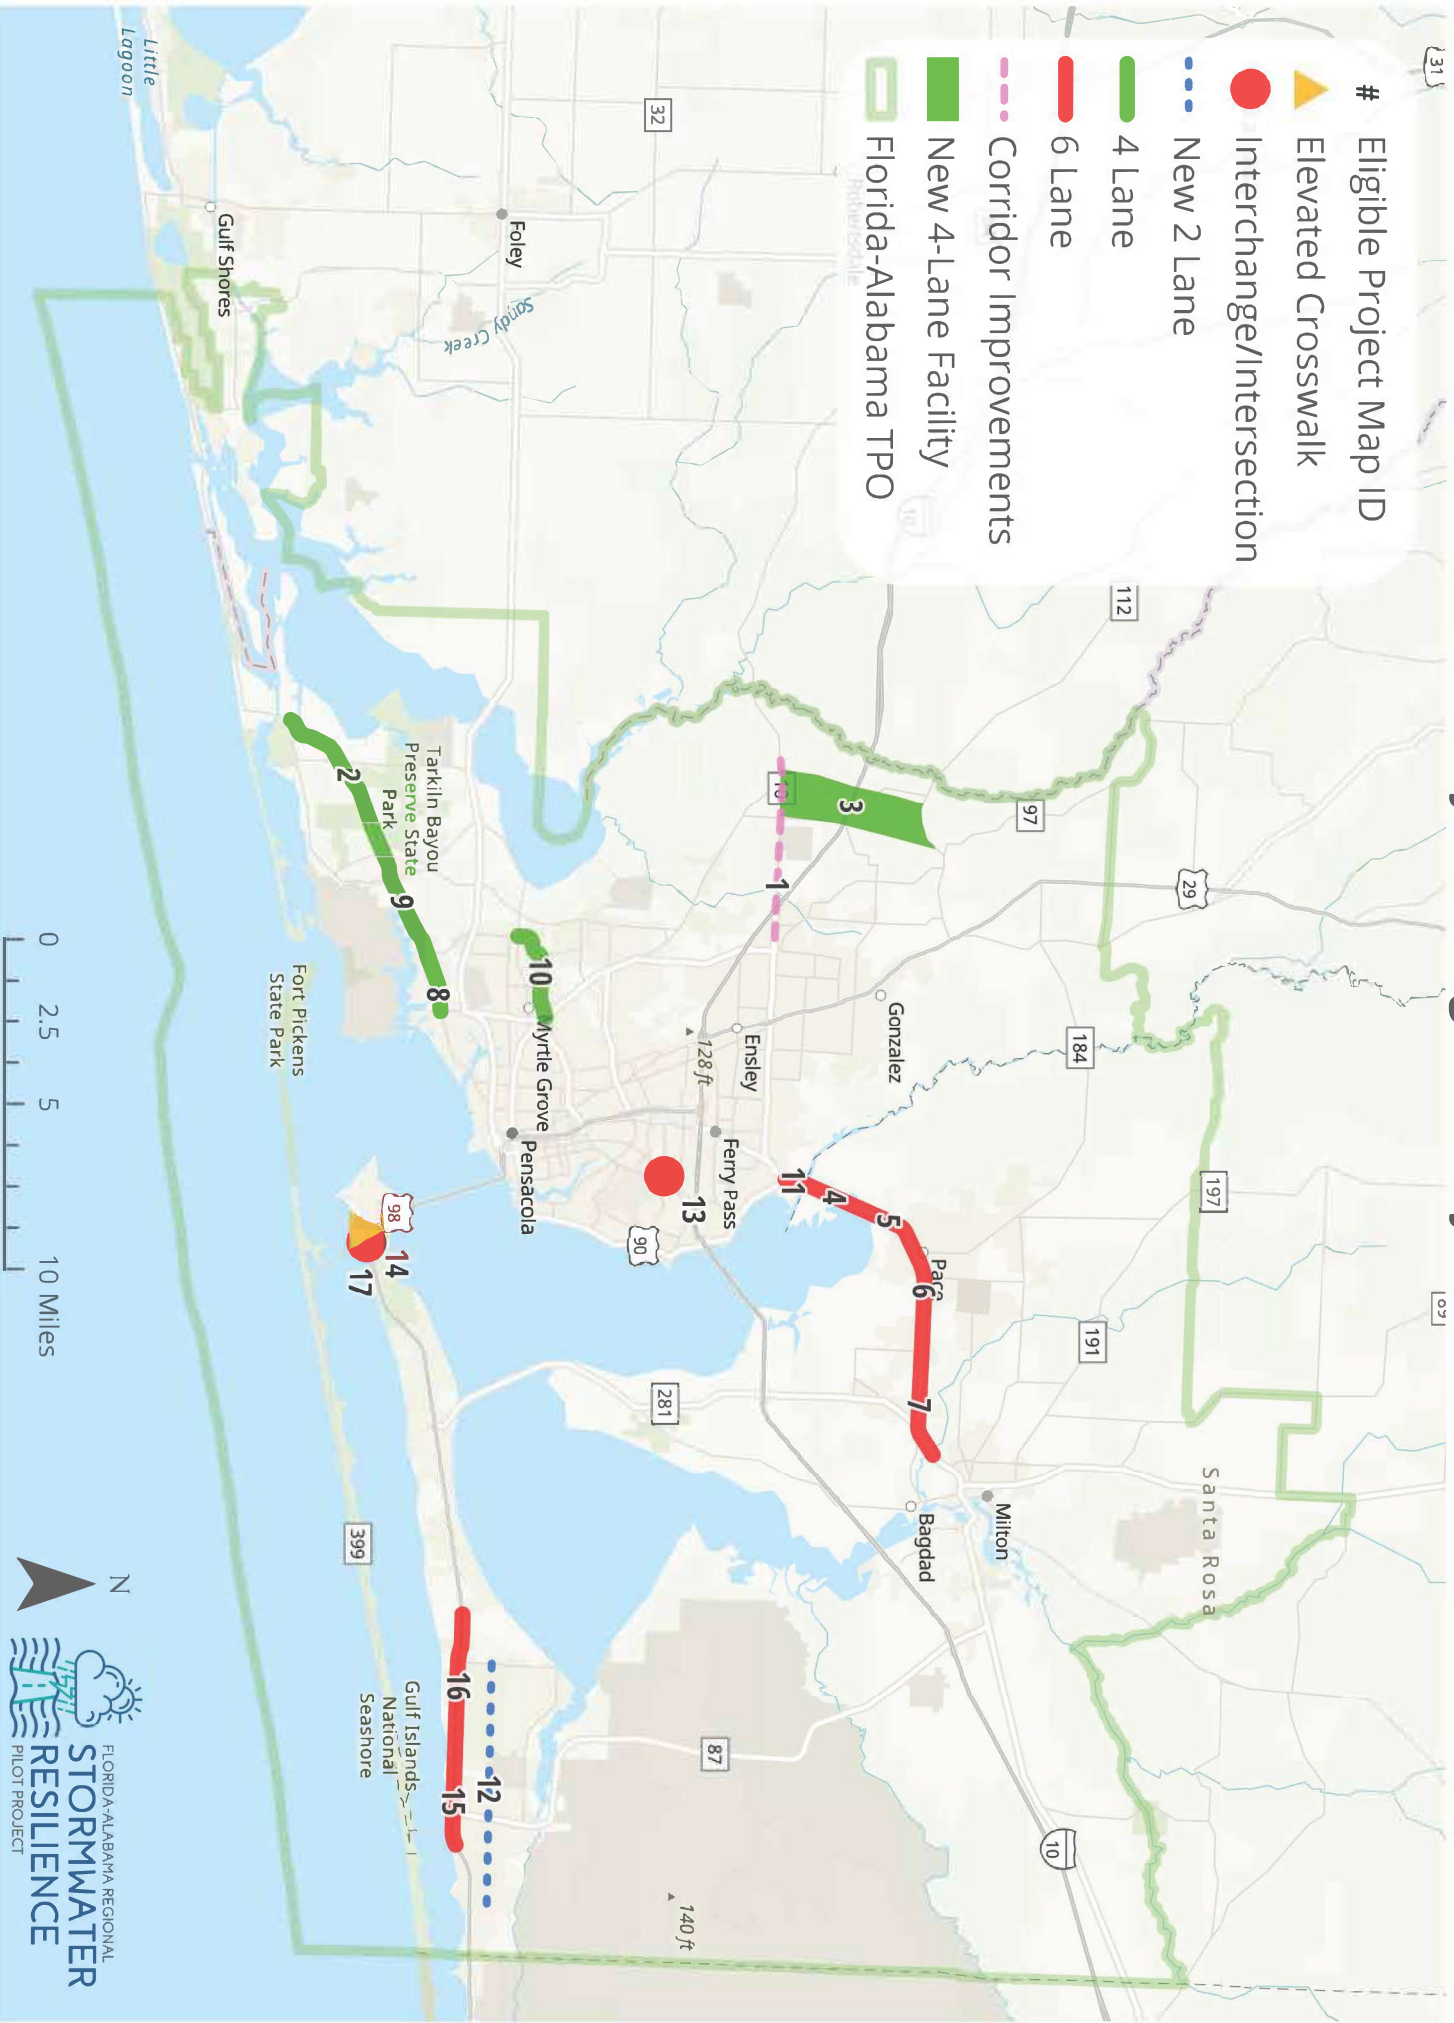 31
# Eligible Project Map ID
Elevated Crosswalk
Interchange/Intersection
New 2 Lane
4 Lane
6 Lane
Corridor Improvements
New 4-Lane Facility
Florida-Alabama TPO
Robertsdale
10
32
112
97
29
184
197
191
89
Santa Rosa
Little
Lagoon
Gulf Shores
Foley
Sandy Creek
3
10
1
Gonzalez
Ensley
128 ft
Ferry Pass
13
90
11
4
5
Pace
6
7
Milton
Bagdad
281
Tarkiln Bayou
Preserve State
Park
2
9
8
10
Myrtle Grove
Pensacola
98
14
17
Fort Pickens
State Park
399
16
12
15
Gulf Islands
National
Seashore
87
10
140 ft
0 2.5 5 10 Miles
N
FLORIDA-ALABAMA REGIONAL
STORMWATER
RESILIENCE
PILOT PROJECT